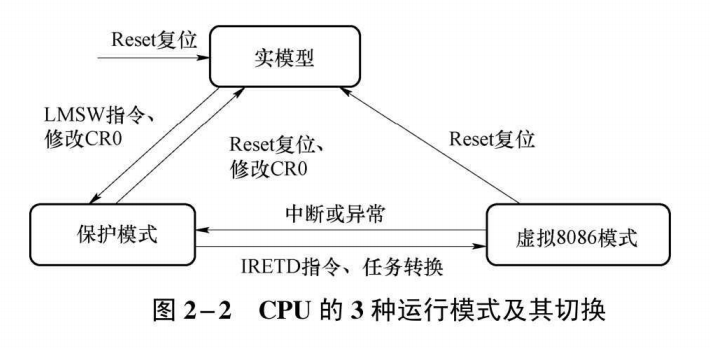 Reset复位
实模型
LMSW指令、
修改CR0
Reset复位、
修改CR0
Reset复位
保护模式
中断或异常
虚拟8086模式
IRETD指令、任务转换
图 2-2 CPU 的 3 种运行模式及其切换